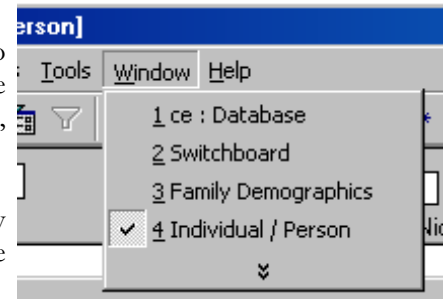 erson]
Tools Window Help
1 ce : Database
2 Switchboard
3 Family Demographics
4 Individual / Person